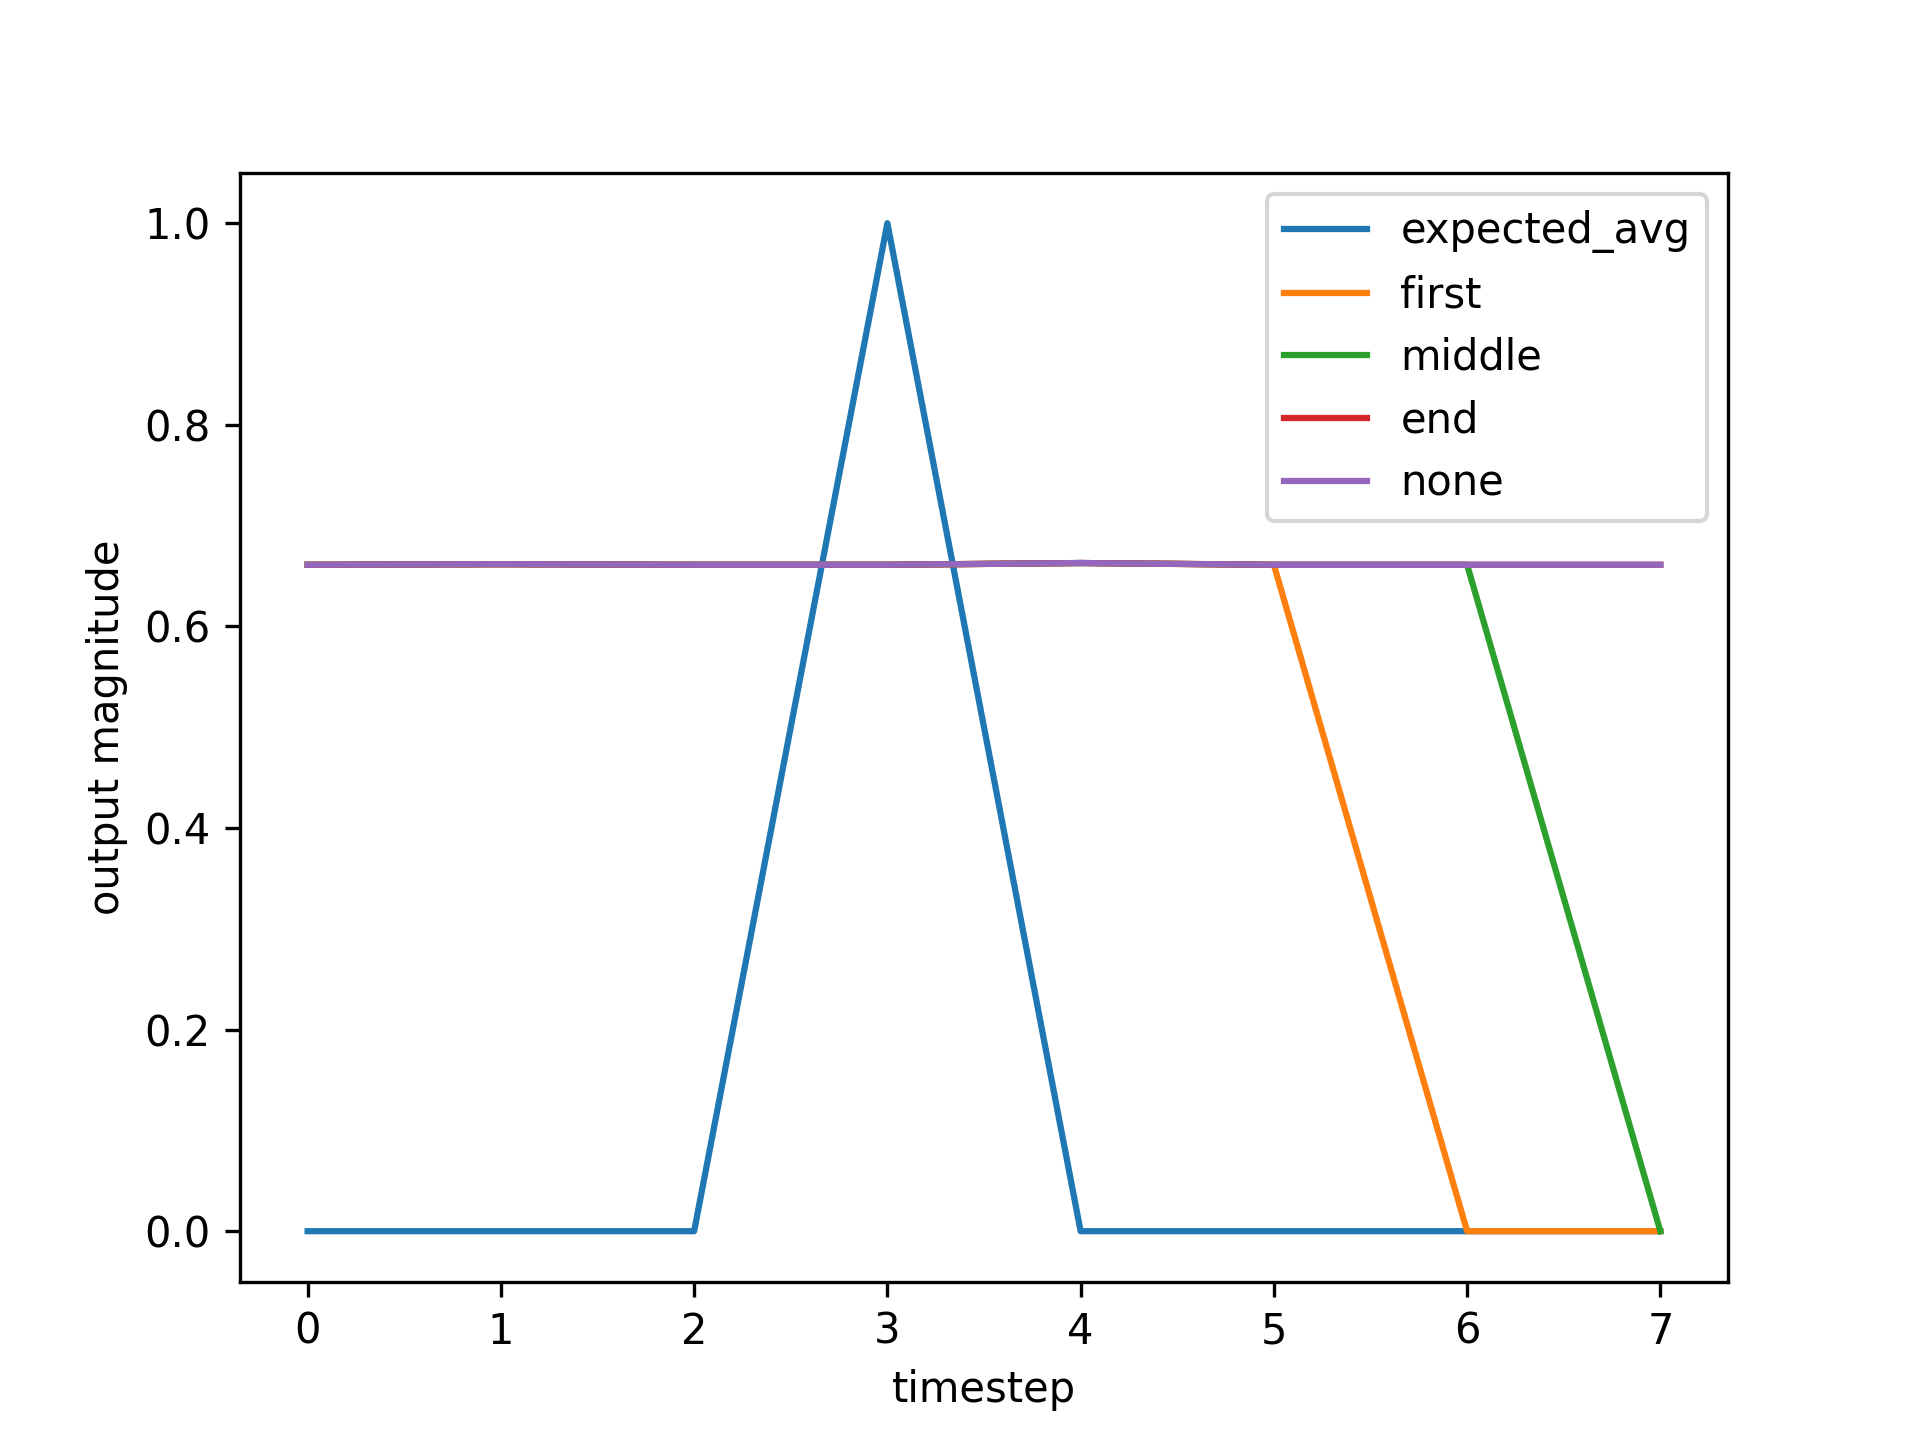 expected_avg
first
middle
end
none
output magnitude
1.0
0.8
0.6
0.4
0.2
0.0
0 1 2 3 4 5 6 7
timestep